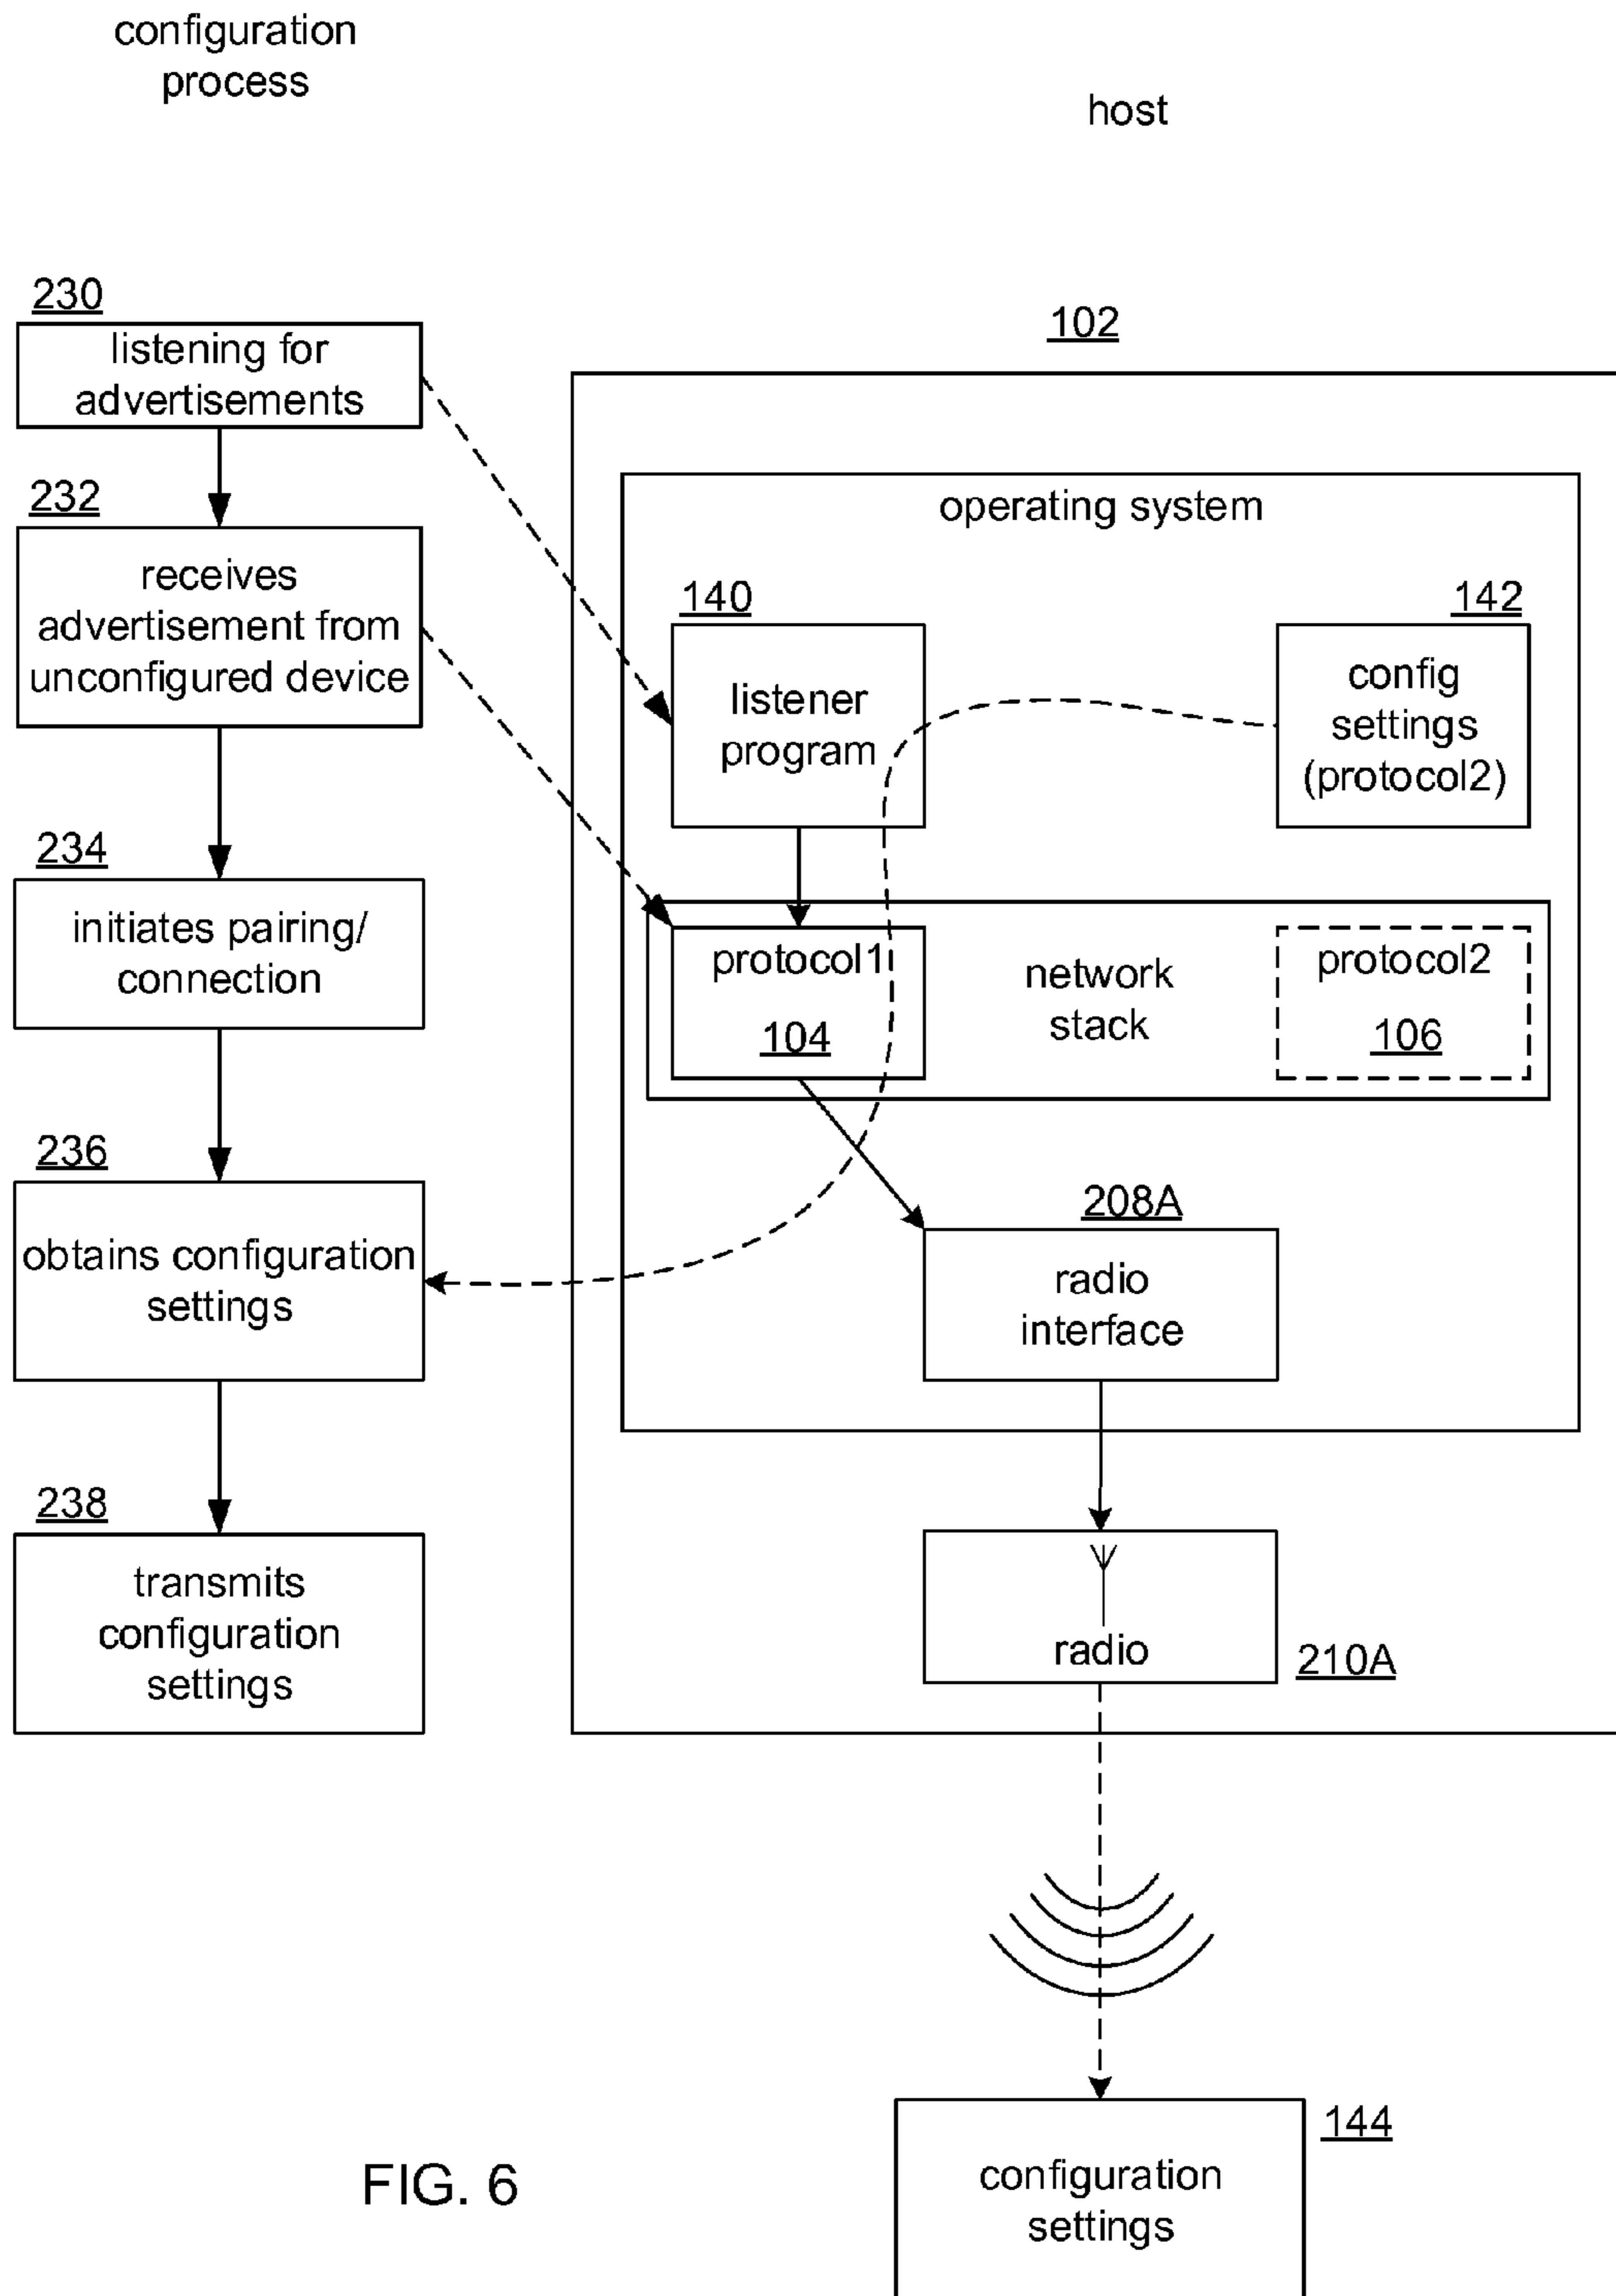 configuration
process
host
230
listening for
advertisements
232
receives
advertisement from
unconfigured device
234
initiates pairing/
connection
236
obtains configuration
settings
238
transmits
configuration
settings
102
operating system
140
listener
program
142
config
settings
(protocol2)
protocol1
104
network
stack
protocol2
106
208A
radio
interface
radio
210A
144
configuration
settings
FIG. 6